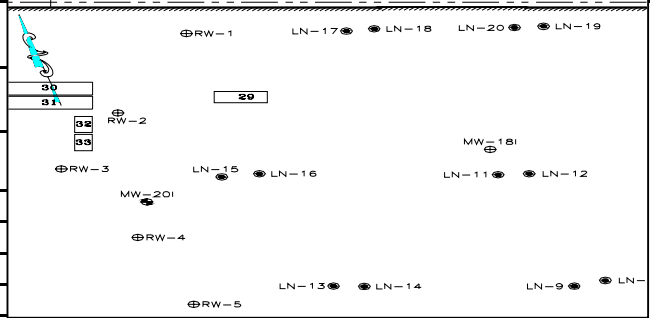 RW-1
LN-17
LN-18
LN-20
LN-19
30
31
29
32
RW-2
33
MW-18I
RW-3
LN-15
LN-16
LN-11
LN-12
MW-20I
RW-4
LN-13
LN-14
LN-9
LN-
RW-5